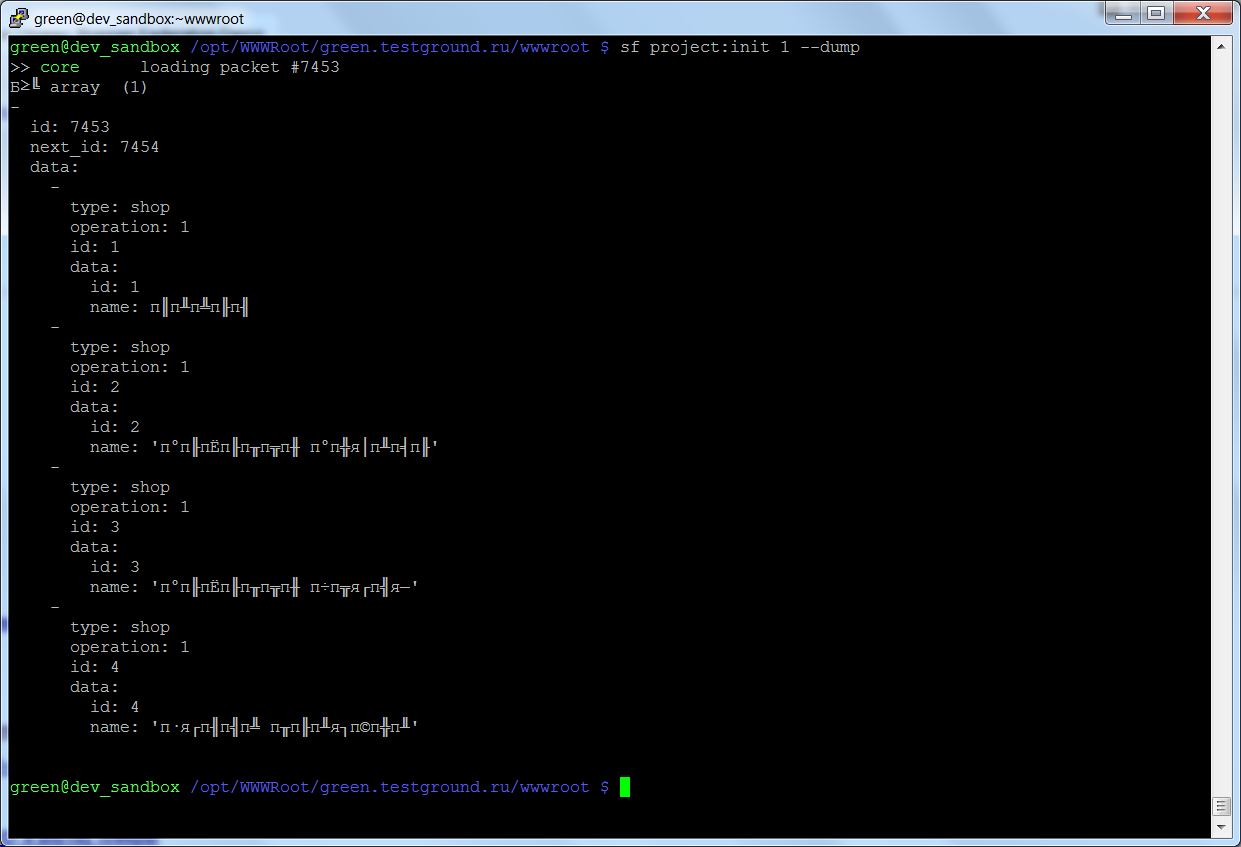 green@dev_sandbox:~wwwroot
green@dev_sandbox /opt/WWWRoot/green.testground.ru/wwwroot $ sf project:init 1 --dump
>> core      loading packet #7453
Б≥╙ array  (1)
-
  id: 7453
  next_id: 7454
  data:
    -
      type: shop
      operation: 1
      id: 1
      data:
        id: 1
        name: п║п╨п╩п╟п╢
    -
      type: shop
      operation: 1
      id: 2
      data:
        id: 2
        name: 'п°п╟пЁп╟п╥п╦п╫ п°п╬я│п╨п╡п╟'
    -
      type: shop
      operation: 1
      id: 3
      data:
        id: 3
        name: 'п°п╟пЁп╟п╥п╦п╫ п÷п╦я┌п╣я─'
    -
      type: shop
      operation: 1
      id: 4
      data:
        id: 4
        name: 'п·я┌п╢п╣п╩ п╥п╟п╨я┐п©п╬п╨'
green@dev_sandbox /opt/WWWRoot/green.testground.ru/wwwroot $